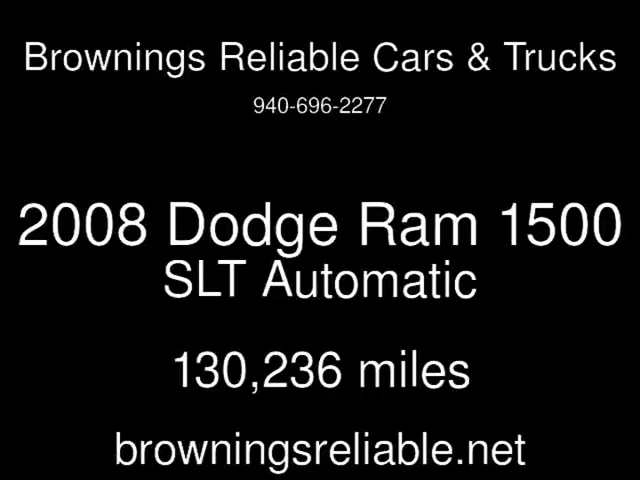 Brownings Reliable Cars & Trucks
940-696-2277
2008 Dodge Ram 1500
SLT Automatic
130,236 miles
browningsreliable.net